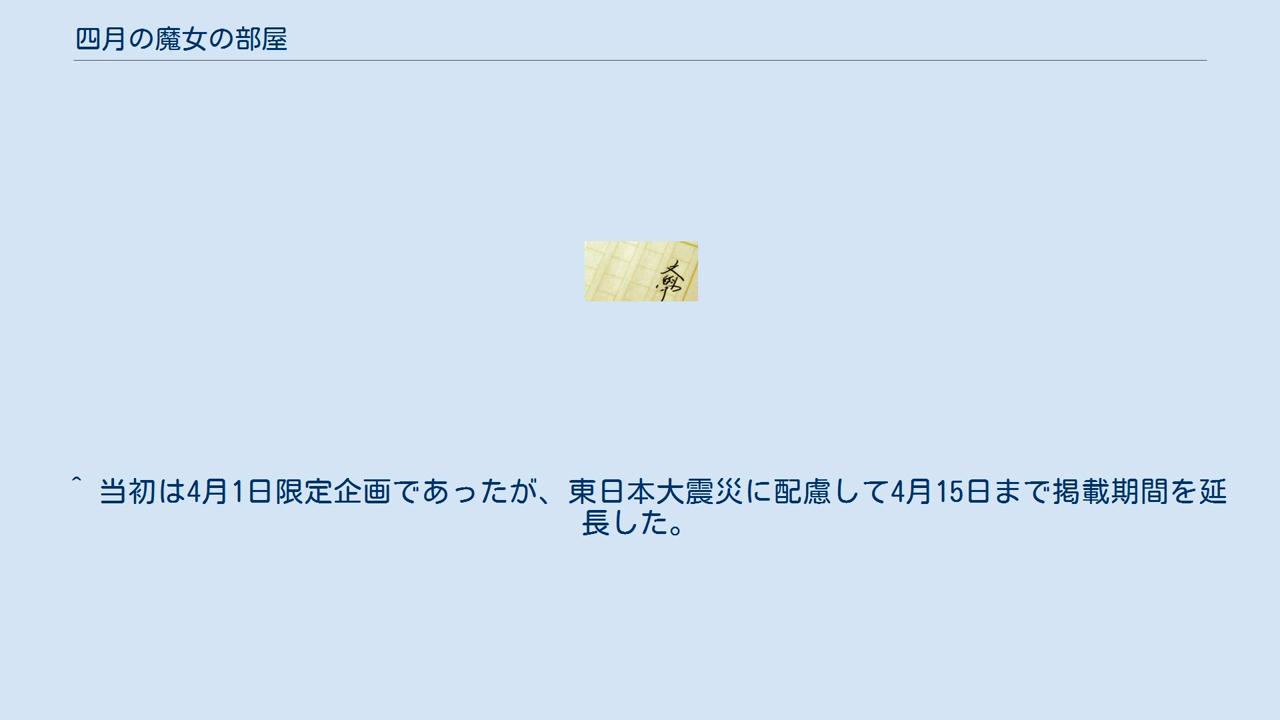 四月の魔女の部屋
^ 当初は4月1日限定企画であったが、東日本大震災に配慮して4月15日まで掲載期間を延
長した。